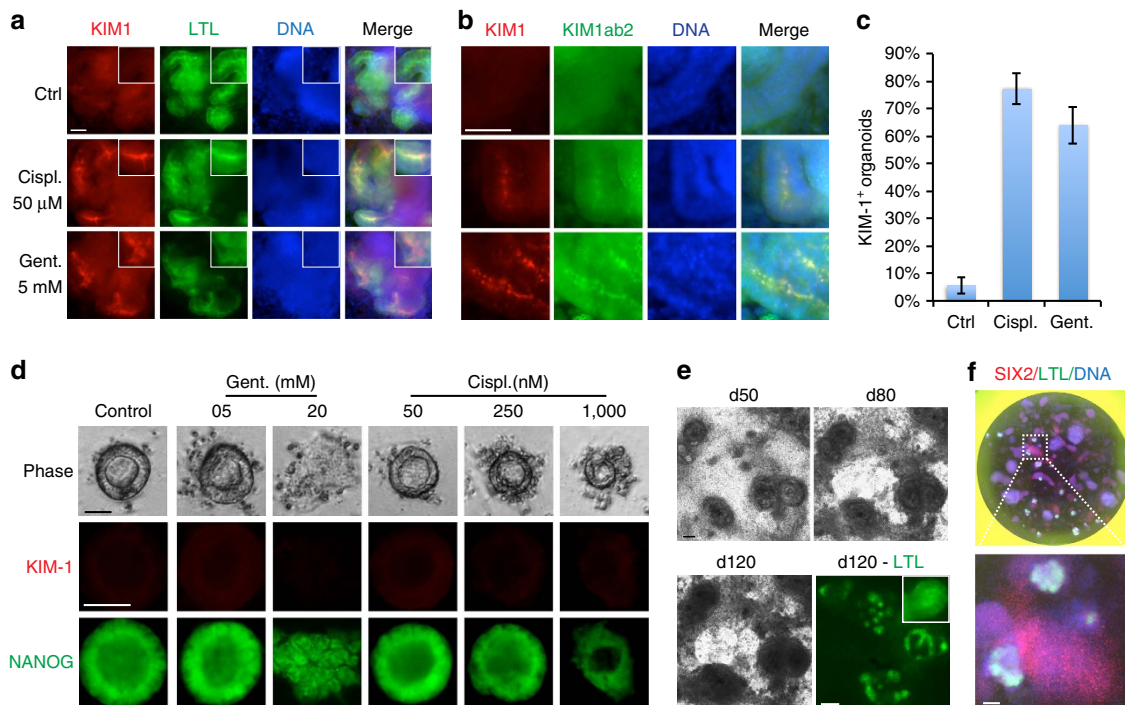 a
KIM1 LTL DNA Merge
Ctrl
Cispl.
50 μM
Gent.
5 mM
b
KIM1 KIM1ab2 DNA Merge
c
KIM-1+ organoids
90%
80%
70%
60%
50%
40%
30%
20%
10%
0%
Ctrl Cispl. Gent.
d
Gent. (mM) Cispl.(nM)
Control 05 20 50 250 1,000
Phase
KIM-1
NANOG
e
d50 d80
d120 d120 - LTL
f
SIX2/LTL/DNA